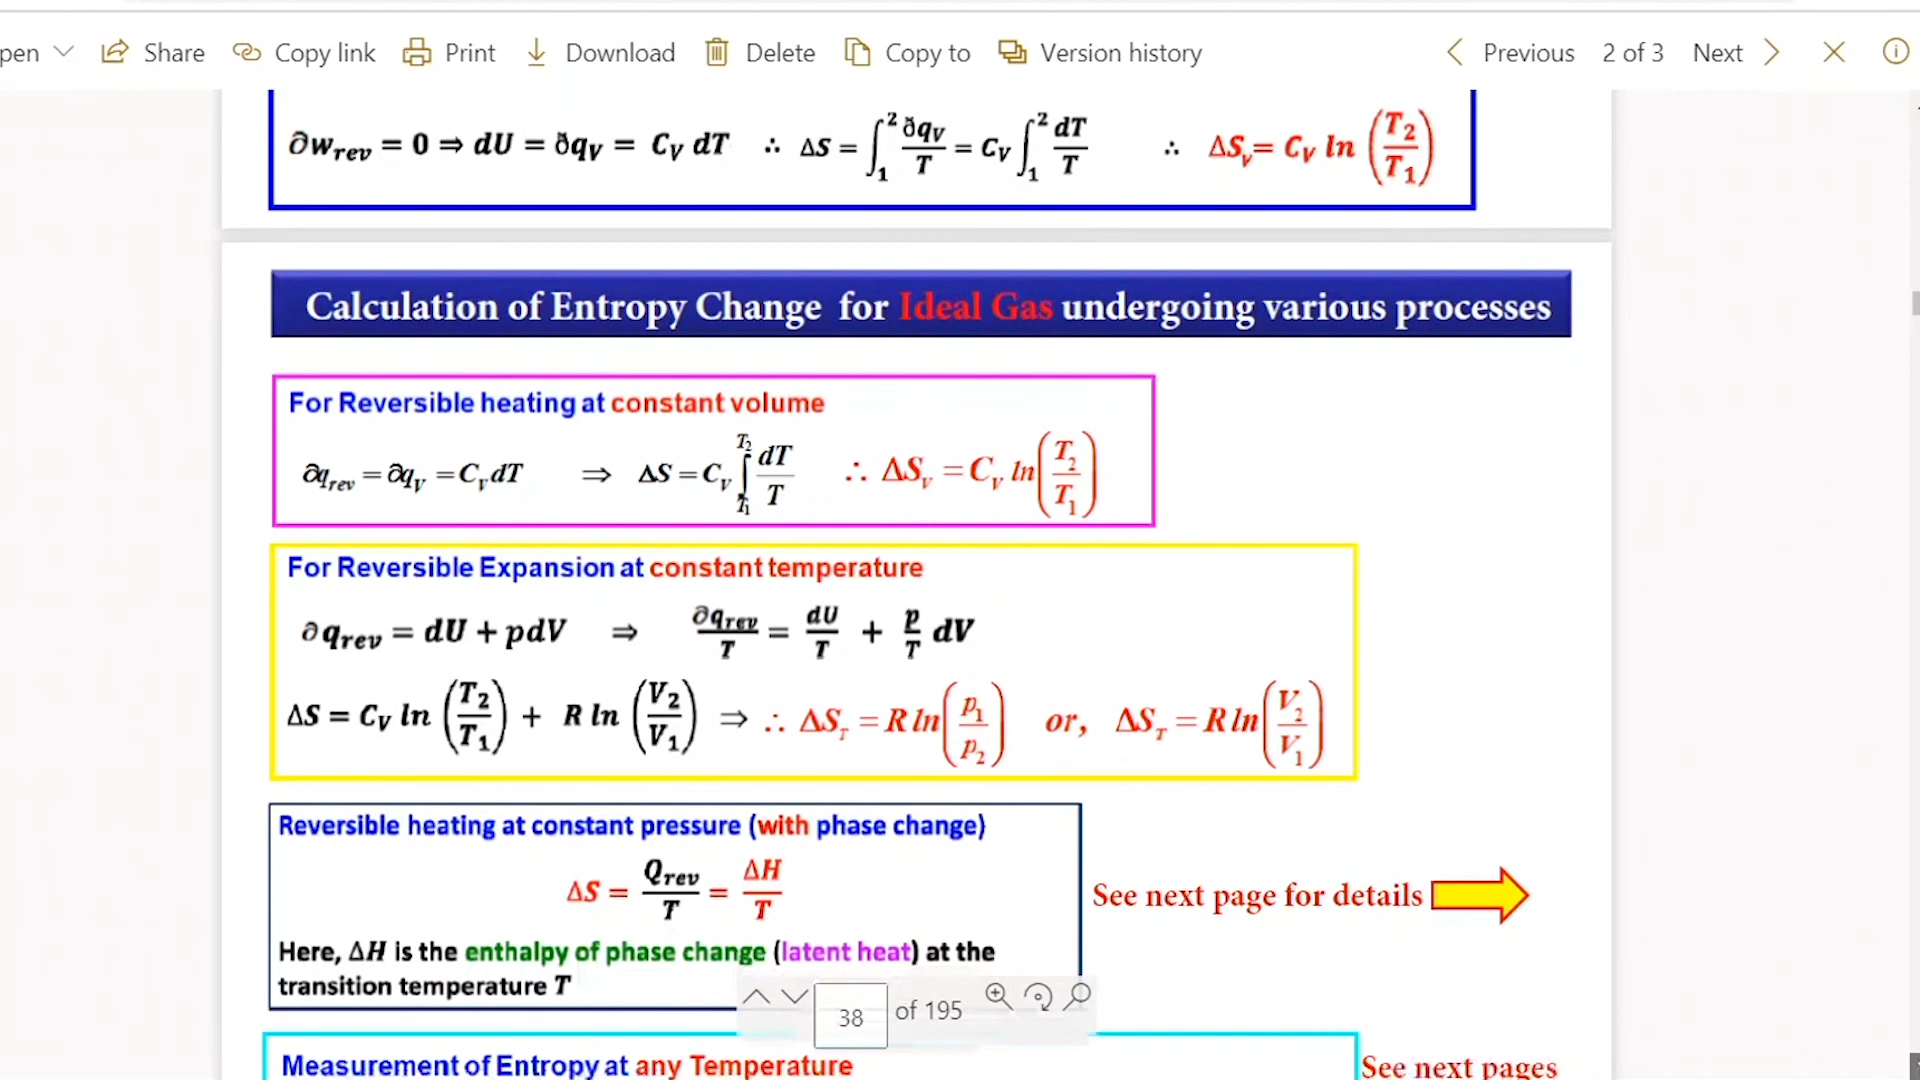 pen Share Copy link Print Download Delete Copy to Version history Previous 2 of 3 Next
∂w_rev = 0 ⇒ dU = ðq_V = C_V dT ∴ ΔS = ∫₁² ðq_V/T = C_V ∫₁² dT/T ∴ ΔS_V = C_V ln (T₂/T₁)
Calculation of Entropy Change for Ideal Gas undergoing various processes
For Reversible heating at constant volume
∂q_rev = ∂q_V = C_V dT ⇒ ΔS = C_V ∫_T₁^T₂ dT/T ∴ ΔS_V = C_V ln (T₂/T₁)
For Reversible Expansion at constant temperature
∂q_rev = dU + pdV ⇒ ∂q_rev/T = dU/T + p/T dV
ΔS = C_V ln (T₂/T₁) + R ln (V₂/V₁) ⇒ ∴ ΔS_T = R ln (p₁/p₂) or, ΔS_T = R ln (V₂/V₁)
Reversible heating at constant pressure (with phase change)
ΔS = Q_rev/T = ΔH/T
See next page for details
Here, ΔH is the enthalpy of phase change (latent heat) at the
transition temperature T
38 of 195
Measurement of Entropy at any Temperature
See next pages